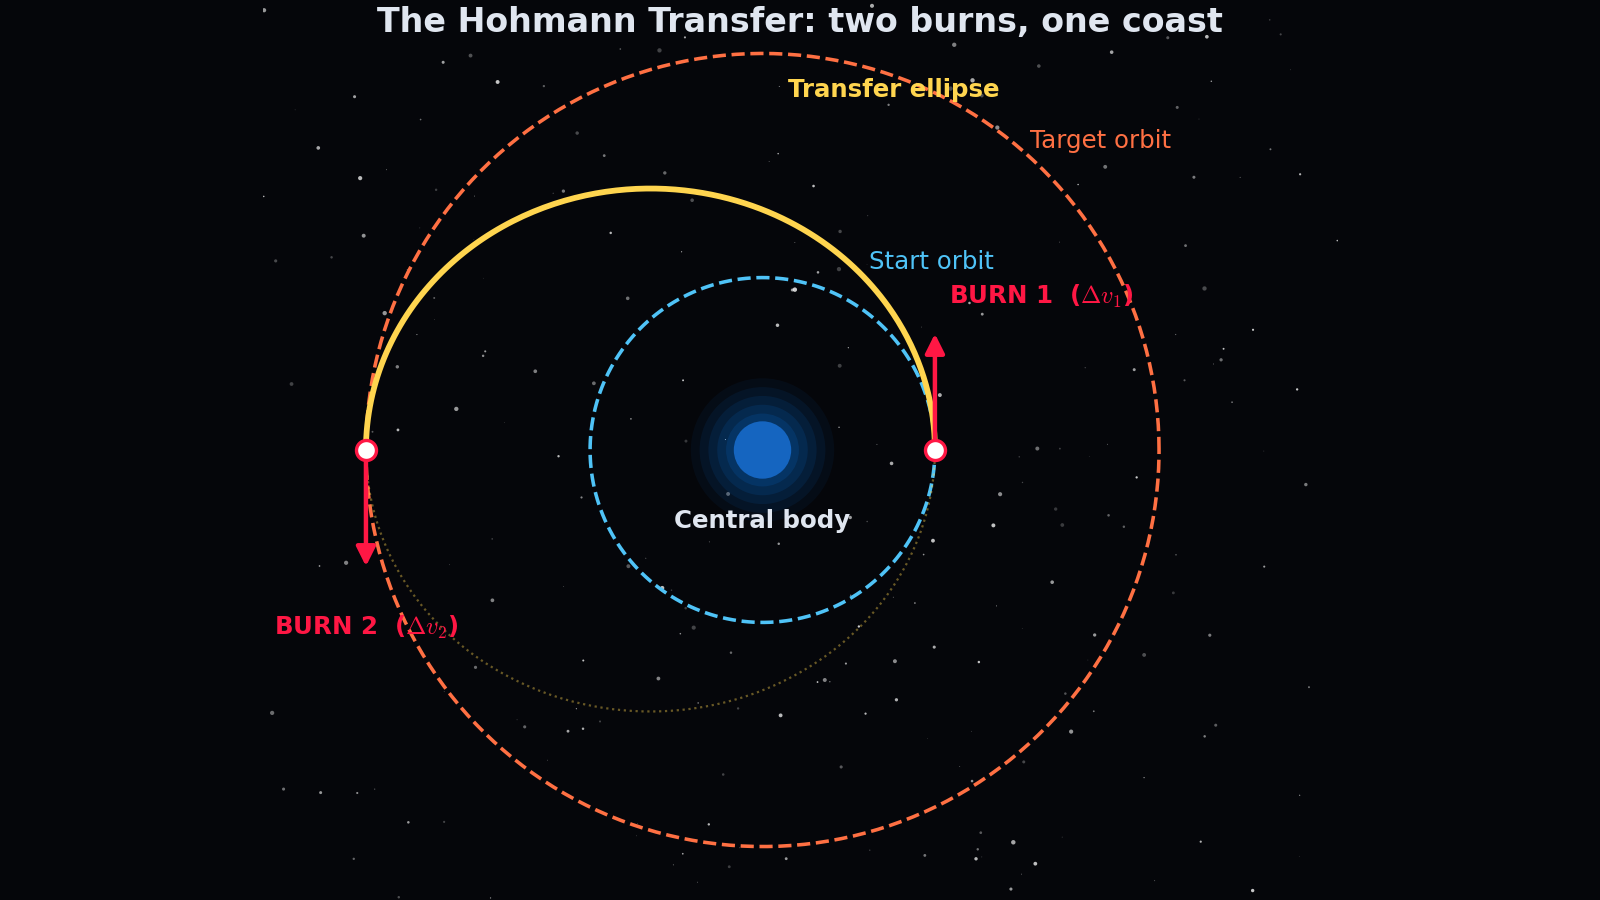 The Hohmann Transfer: two burns, one coast
Transfer ellipse
Target orbit
Start orbit
BURN 1 (Δv₁)
Central body
BURN 2 (Δv₂)